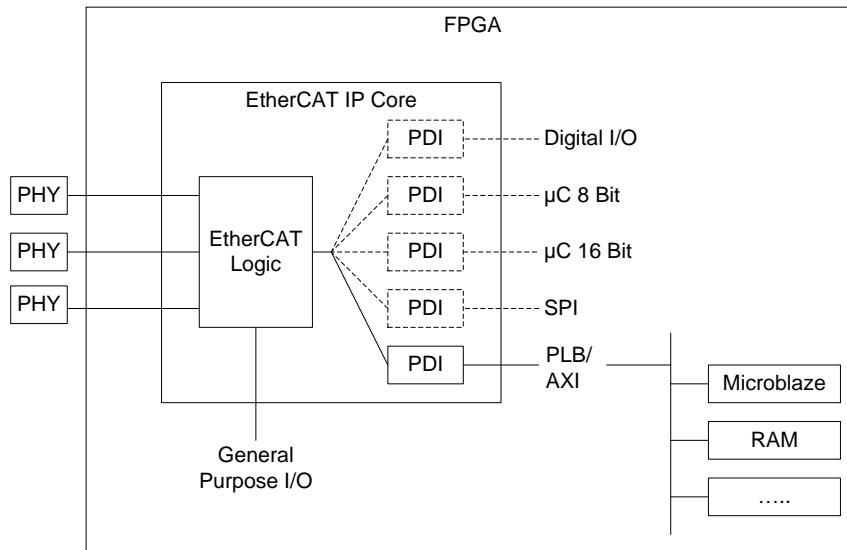 FPGA
EtherCAT IP Core
PDI
Digital I/O
PHY
PDI
µC 8 Bit
PHY
EtherCAT
Logic
PDI
µC 16 Bit
PHY
PDI
SPI
PDI
PLB/
AXI
Microblaze
RAM
…..
General
Purpose I/O